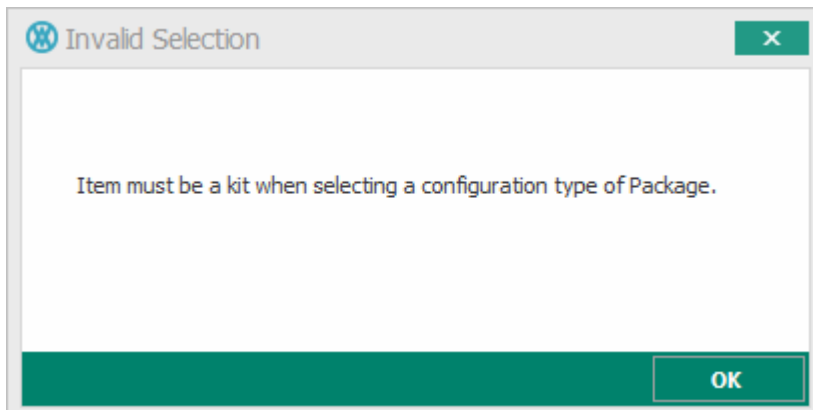 Invalid Selection
Item must be a kit when selecting a configuration type of Package.
OK